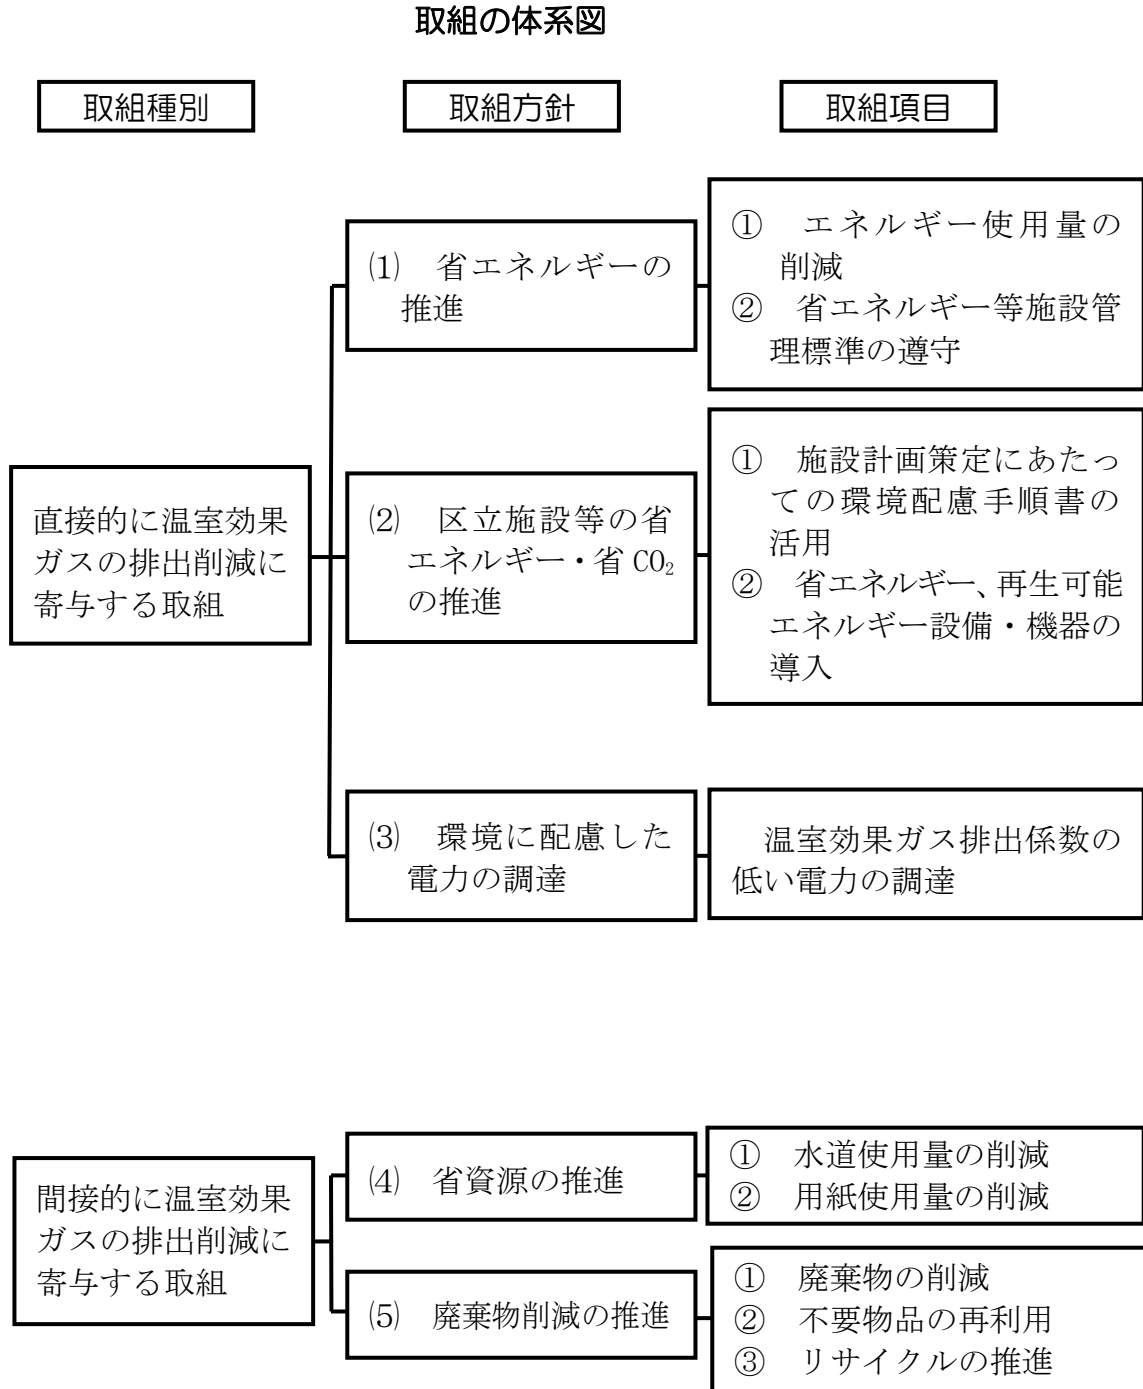 取組の体系図
取組種別
取組方針
取組項目
直接的に温室効果
ガスの排出削減に
寄与する取組
⑴　省エネルギーの
推進
①　エネルギー使用量の
削減
②　省エネルギー等施設管
理標準の遵守
⑵　区立施設等の省
エネルギー・省CO₂
の推進
①　施設計画策定にあたっ
ての環境配慮手順書の
活用
②　省エネルギー、再生可能
エネルギー設備・機器の
導入
⑶　環境に配慮した
電力の調達
温室効果ガス排出係数の
低い電力の調達
間接的に温室効果
ガスの排出削減に
寄与する取組
⑷　省資源の推進
①　水道使用量の削減
②　用紙使用量の削減
⑸　廃棄物削減の推進
①　廃棄物の削減
②　不要物品の再利用
③　リサイクルの推進